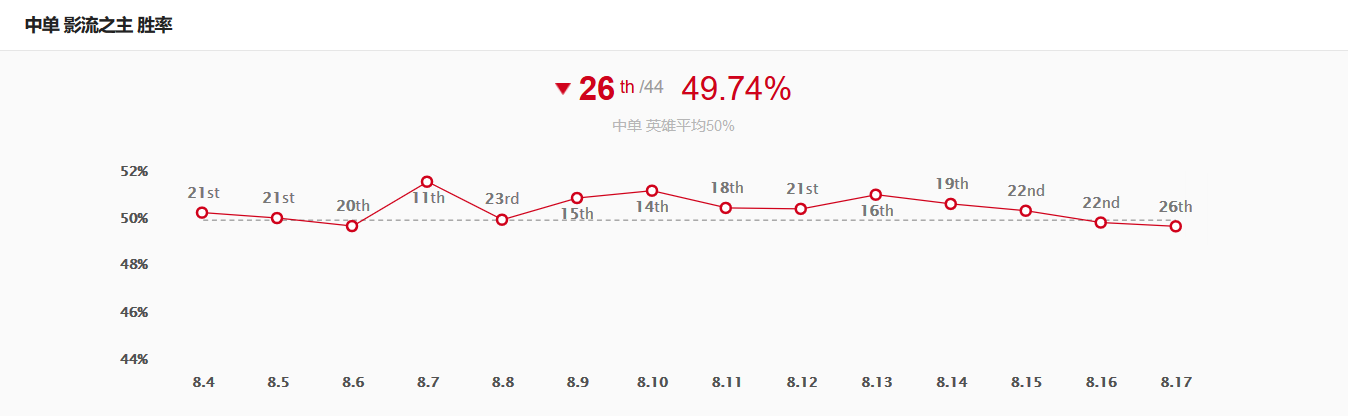 中单 影流之主 胜率
26 th /44 49.74%
中单 英雄平均50%
52%
21st 21st 20th 11th 23rd 15th 14th 18th 21st 16th 19th 22nd 22nd 26th
50%
48%
46%
44%
8.4 8.5 8.6 8.7 8.8 8.9 8.10 8.11 8.12 8.13 8.14 8.15 8.16 8.17